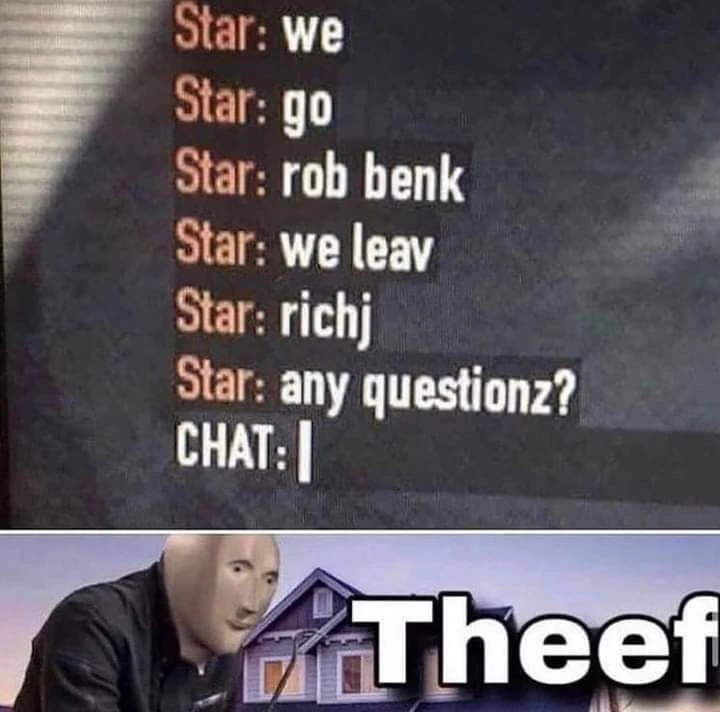 Star: we
Star: go
Star: rob benk
Star: we leav
Star: richj
Star: any questionz?
CHAT:
Theef